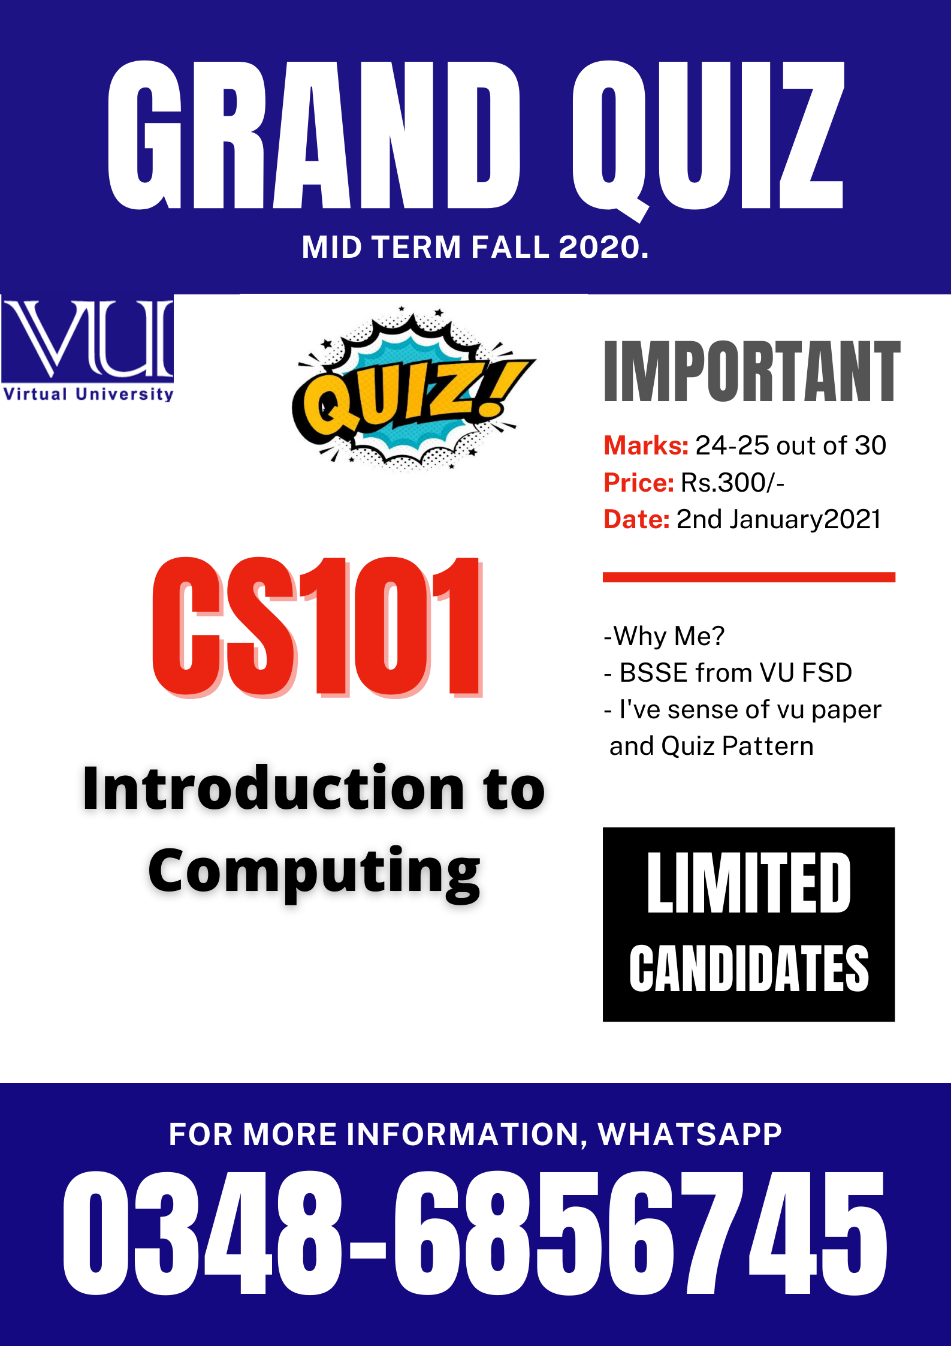 GRAND QUIZ
MID TERM FALL 2020.
VU
Virtual University
QUIZ!
IMPORTANT
Marks: 24-25 out of 30
Price: Rs.300/-
Date: 2nd January2021
CS101
Introduction to
Computing
-Why Me?
- BSSE from VU FSD
- I've sense of vu paper
and Quiz Pattern
LIMITED
CANDIDATES
FOR MORE INFORMATION, WHATSAPP
0348-6856745